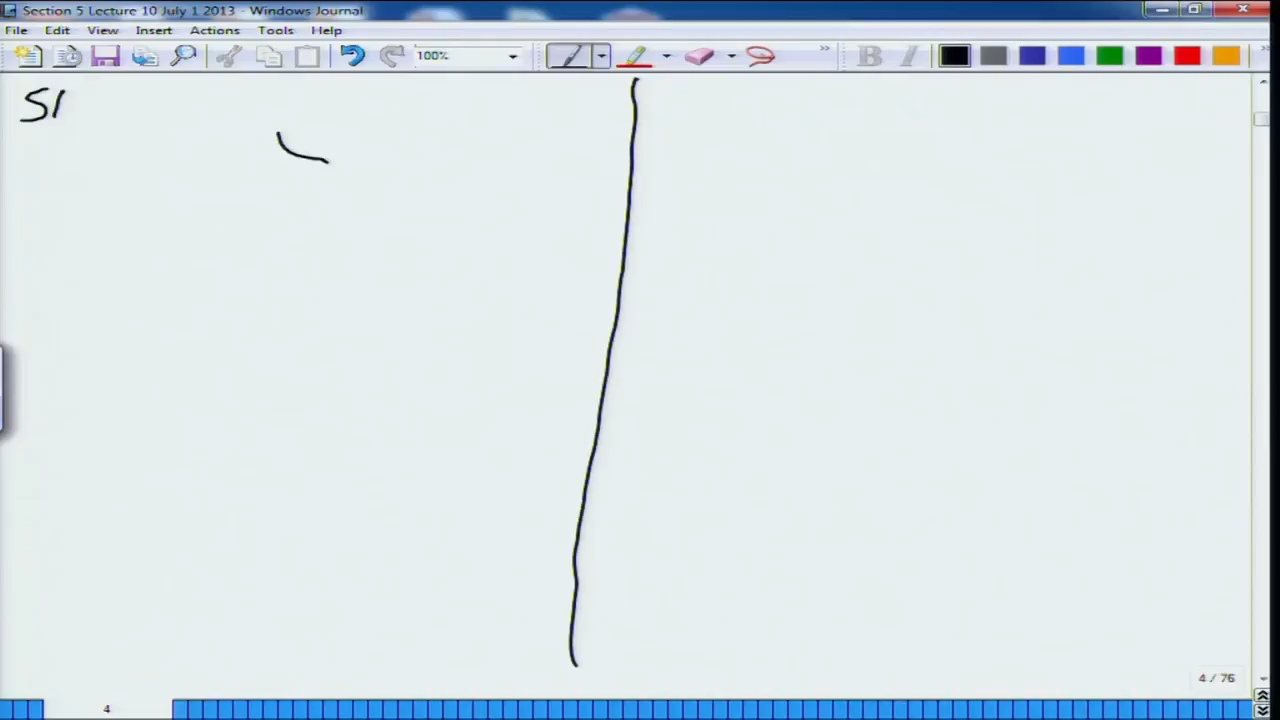 Section 5 Lecture 10 July 1 2013 - Windows Journal
File Edit View Insert Actions Tools Help
100%
B I
4 / 76
4